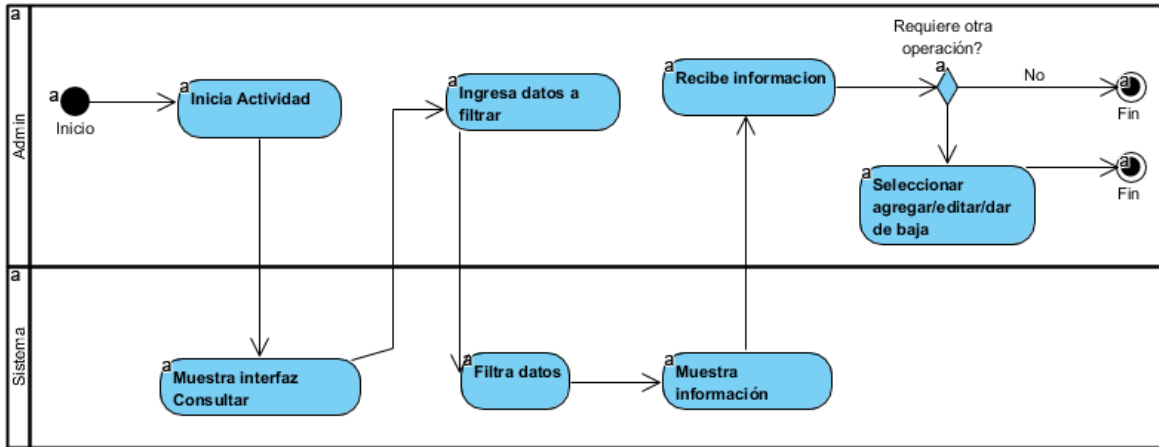 a
Admin
a
Inicio
a
Inicia Actividad
a
Ingresa datos a
filtrar
a
Recibe informacion
Requiere otra
operación?
a
No
a
Fin
a
Seleccionar
agregar/editar/dar
de baja
a
Fin
a
Sistema
a
Muestra interfaz
Consultar
a
Filtra datos
a
Muestra
información